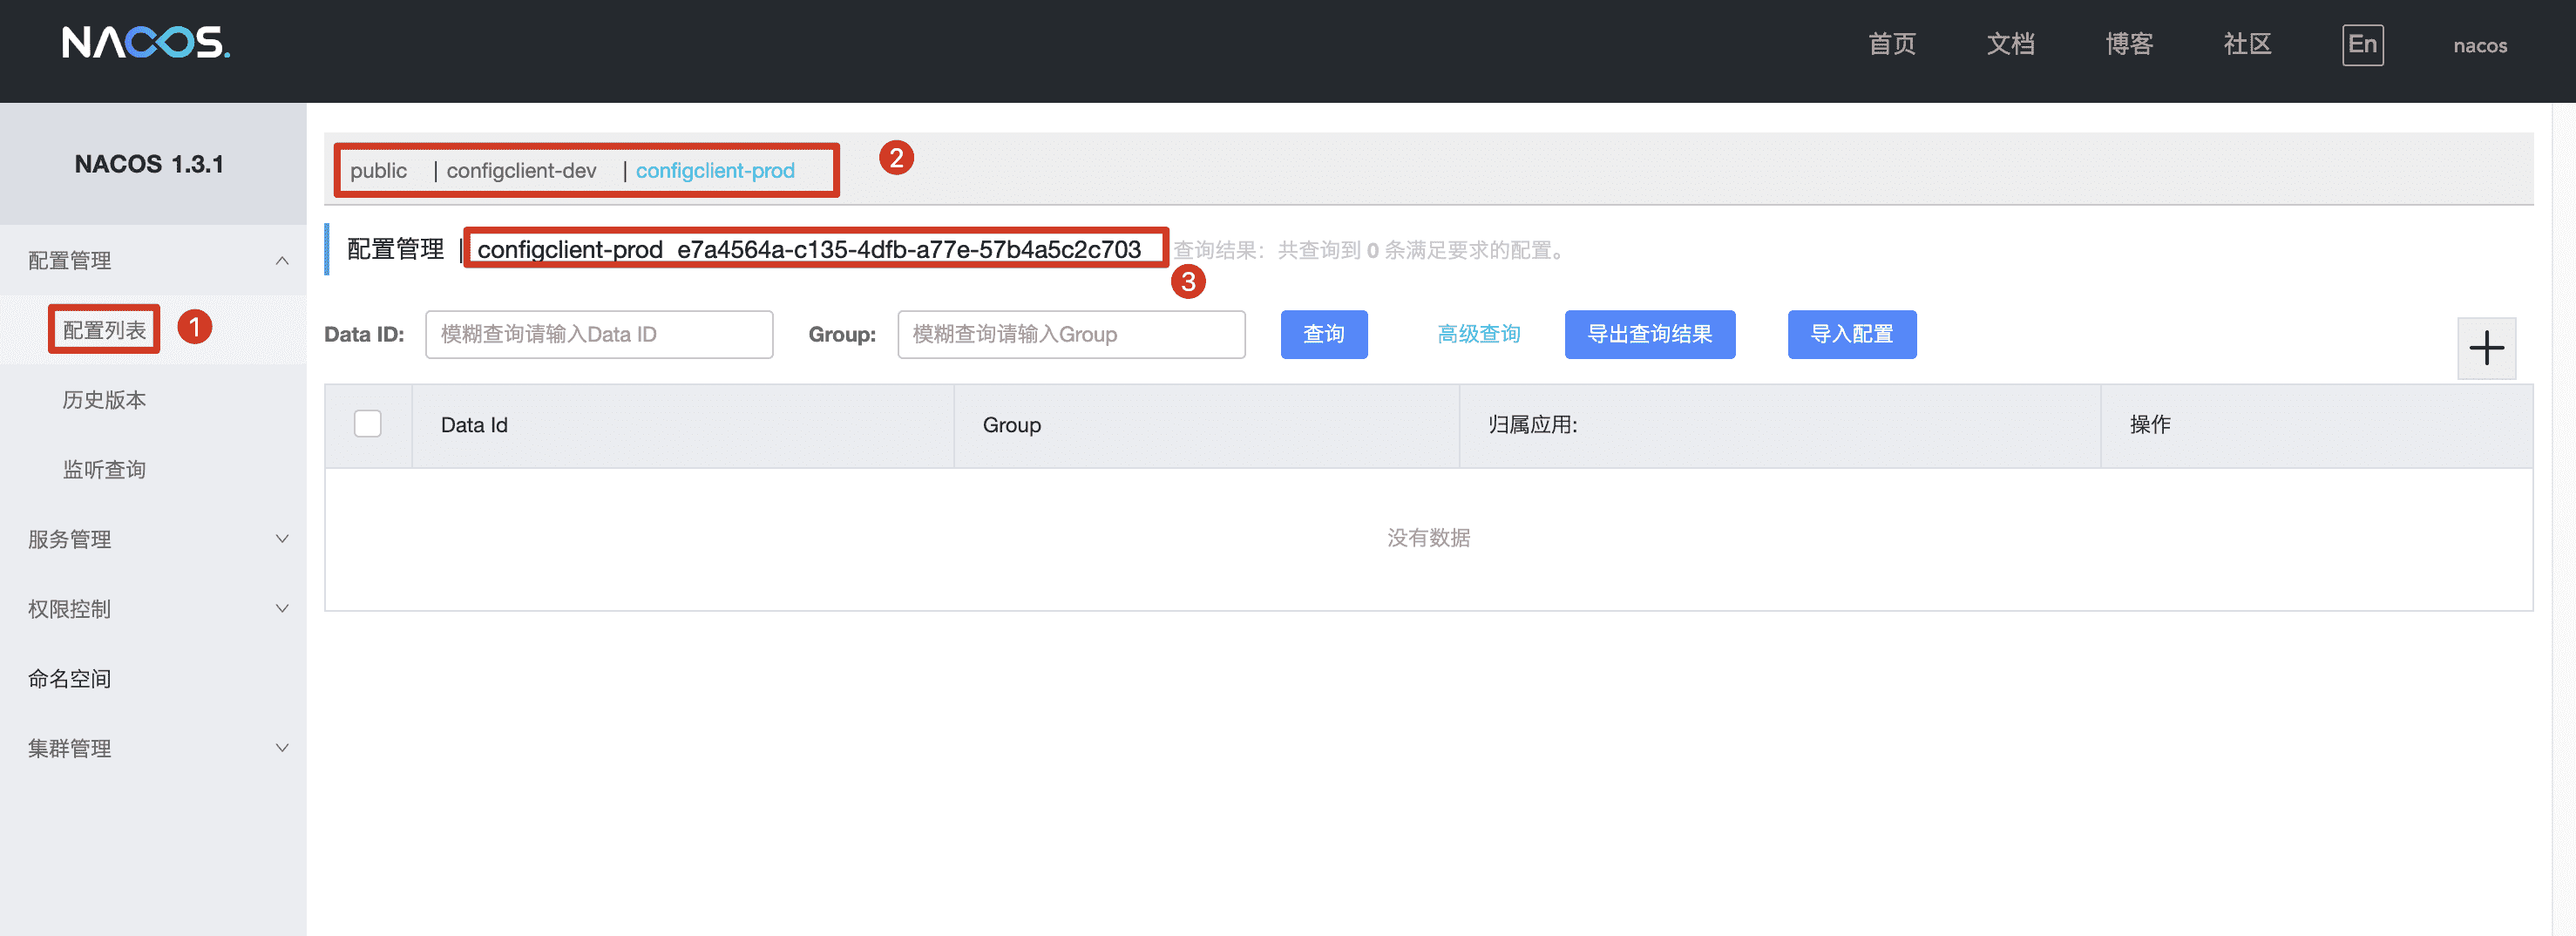 NACOS.
首页 文档 博客 社区 En nacos
NACOS 1.3.1
配置管理
配置列表 1
历史版本
监听查询
服务管理
权限控制
命名空间
集群管理
public | configclient-dev | configclient-prod 2
配置管理 | configclient-prod e7a4564a-c135-4dfb-a77e-57b4a5c2c703 查询结果：共查询到 0 条满足要求的配置。
3
Data ID: 模糊查询请输入Data ID Group: 模糊查询请输入Group 查询 高级查询 导出查询结果 导入配置
Data Id Group 归属应用: 操作
没有数据